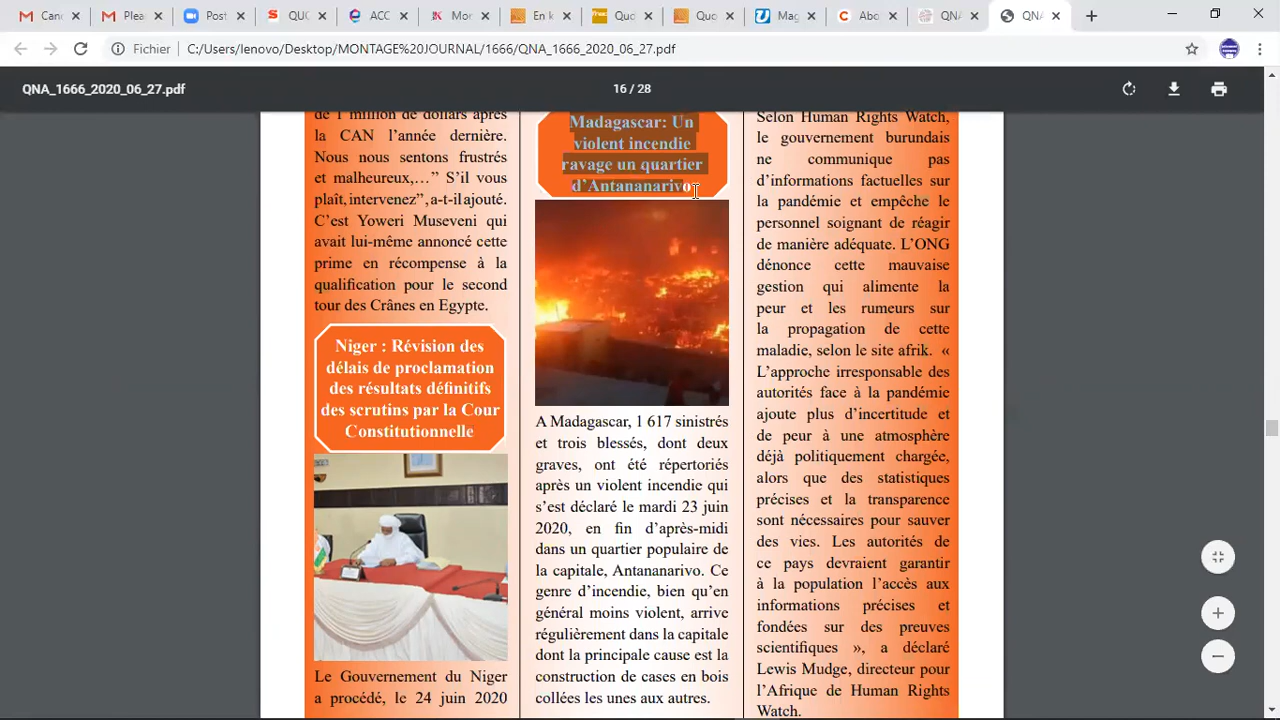 Canc
Plea
Post
QUC
ACC
Mor
En k
Quo
Quo
Mag
Abo
QNA
QNA
Fichier
C:/Users/lenovo/Desktop/MONTAGE%20JOURNAL/1666/QNA_1666_2020_06_27.pdf
QNA_1666_2020_06_27.pdf
16 / 28
de 1 million de dollars après
la CAN l’année dernière.
Nous nous sentons frustrés
et malheureux,…” S’il vous
plaît, intervenez”, a-t-il ajouté.
C’est Yoweri Museveni qui
avait lui-même annoncé cette
prime en récompense à la
qualification pour le second
tour des Crânes en Egypte.
Niger : Révision des
délais de proclamation
des résultats définitifs
des scrutins par la Cour
Constitutionnelle
Le Gouvernement du Niger
a procédé, le 24 juin 2020
Madagascar: Un
violent incendie
ravage un quartier
d’Antananarivo
A Madagascar, 1 617 sinistrés
et trois blessés, dont deux
graves, ont été répertoriés
après un violent incendie qui
s’est déclaré le mardi 23 juin
2020, en fin d’après-midi
dans un quartier populaire de
la capitale, Antananarivo. Ce
genre d’incendie, bien qu’en
général moins violent, arrive
régulièrement dans la capitale
dont la principale cause est la
construction de cases en bois
collées les unes aux autres.
Selon Human Rights Watch,
le gouvernement burundais
ne communique pas
d’informations factuelles sur
la pandémie et empêche le
personnel soignant de réagir
de manière adéquate. L’ONG
dénonce cette mauvaise
gestion qui alimente la
peur et les rumeurs sur
la propagation de cette
maladie, selon le site afrik. «
L’approche irresponsable des
autorités face à la pandémie
ajoute plus d’incertitude et
de peur à une atmosphère
déjà politiquement chargée,
alors que des statistiques
précises et la transparence
sont nécessaires pour sauver
des vies. Les autorités de
ce pays devraient garantir
à la population l’accès aux
informations précises et
fondées sur des preuves
scientifiques », a déclaré
Lewis Mudge, directeur pour
l’Afrique de Human Rights
Watch.